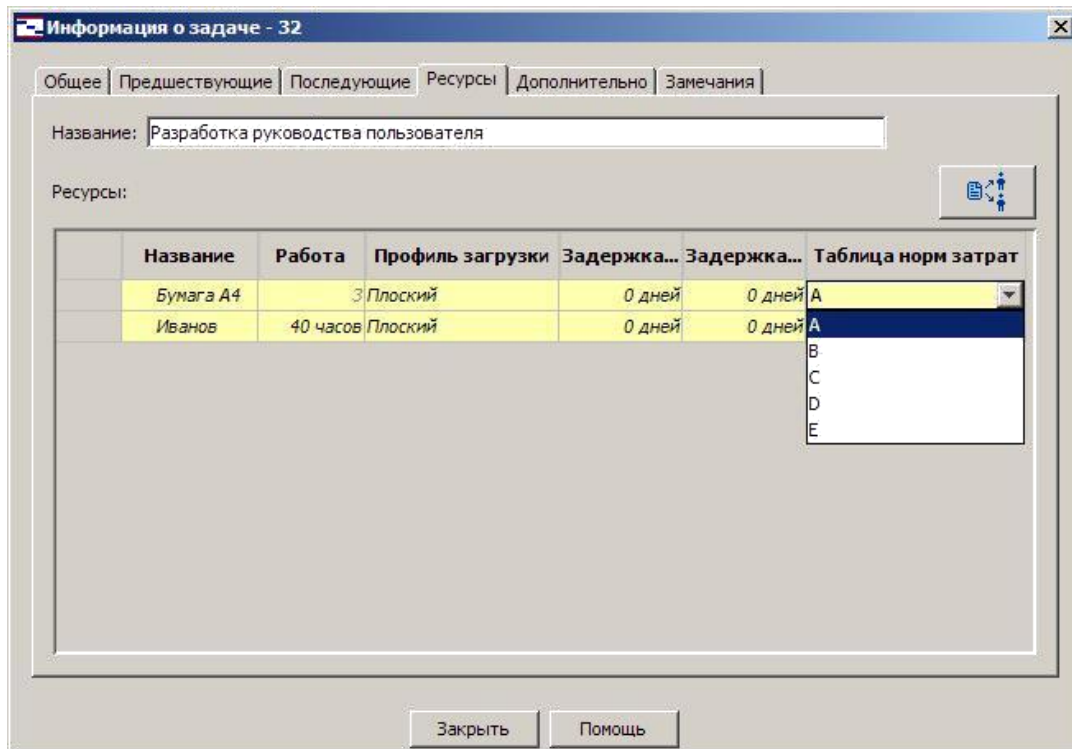 Информация о задаче - 32
Общее Предшествующие Последующие Ресурсы Дополнительно Замечания
Название: Разработка руководства пользователя
Ресурсы:
Название Работа Профиль загрузки Задержка... Задержка... Таблица норм затрат
Бумага А4 3 Плоский 0 дней 0 дней A
Иванов 40 часов Плоский 0 дней 0 дней A
B
C
D
E
Закрыть Помощь